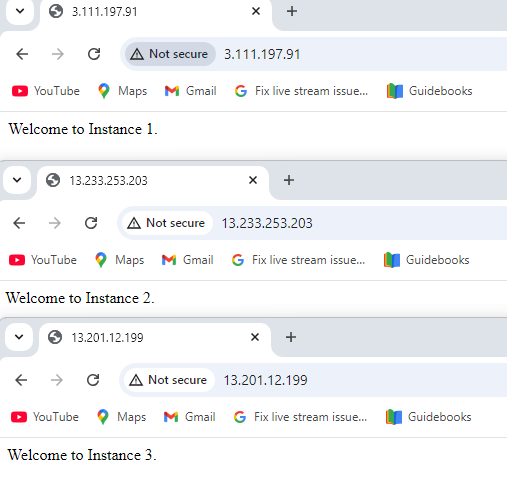 3.111.197.91
Not secure 3.111.197.91
YouTube Maps Gmail Fix live stream issue... Guidebooks
Welcome to Instance 1.
13.233.253.203
Not secure 13.233.253.203
YouTube Maps Gmail Fix live stream issue... Guidebooks
Welcome to Instance 2.
13.201.12.199
Not secure 13.201.12.199
YouTube Maps Gmail Fix live stream issue... Guidebooks
Welcome to Instance 3.